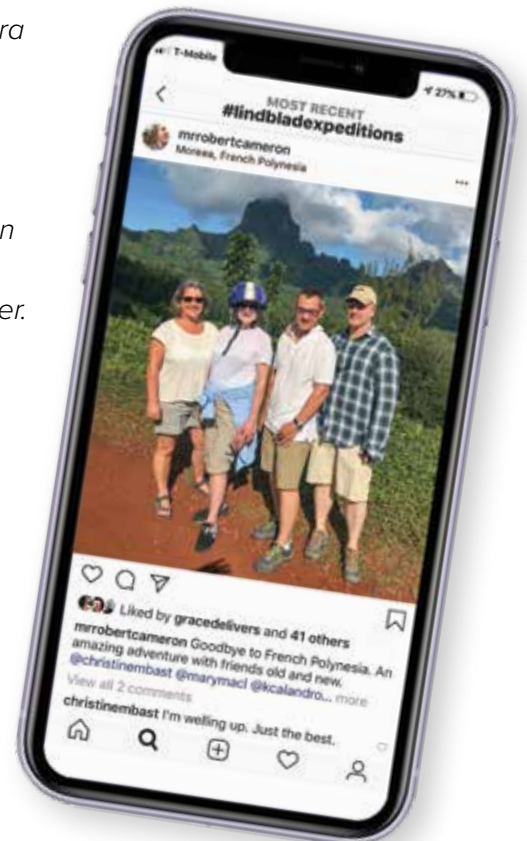 ra
n
er.
T-Mobile
27%
MOST RECENT
#lindbladexpeditions
mrrobertcameron
Moorea, French Polynesia
Liked by gracedelivers and 41 others
mrrobertcameron Goodbye to French Polynesia. An
amazing adventure with friends old and new.
@christinembast @marymacl @kcalandro... more
View all 2 comments
christinembast I'm welling up. Just the best.